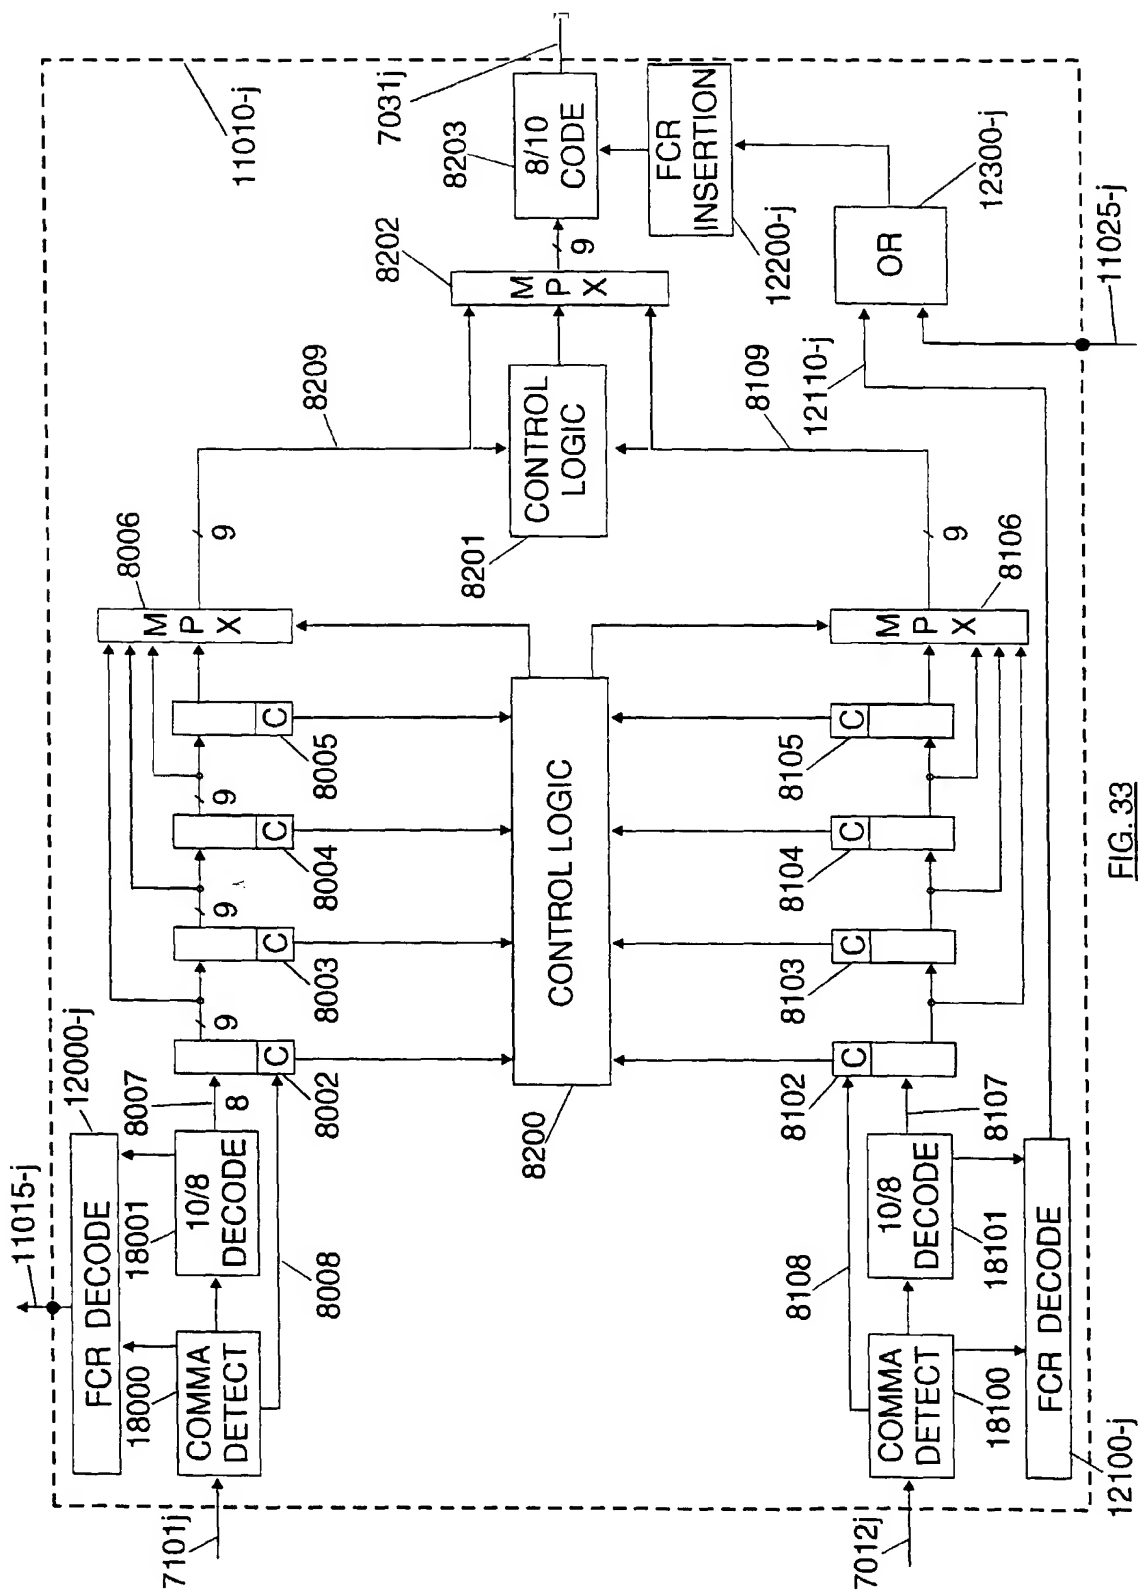 11015-j
12000-j
FCR DECODE
8007
18001
18000
COMMA
DETECT
10/8
DECODE
8
8008
7101j
C
8002
9
C
8003
9
C
8004
9
C
8005
8006
M
P
X
9
8209
11010-j
8202
M
P
X
9
8203
8/10
CODE
7031j
FCR
INSERTION
12200-j
CONTROL
LOGIC
8201
CONTROL LOGIC
8200
OR
12300-j
11025-j
12110-j
8109
9
M
P
X
8106
8102
C
8103
C
8104
C
8105
C
8108
8107
7012j
COMMA
DETECT
18100
10/8
DECODE
18101
FCR DECODE
12100-j
FIG. 33